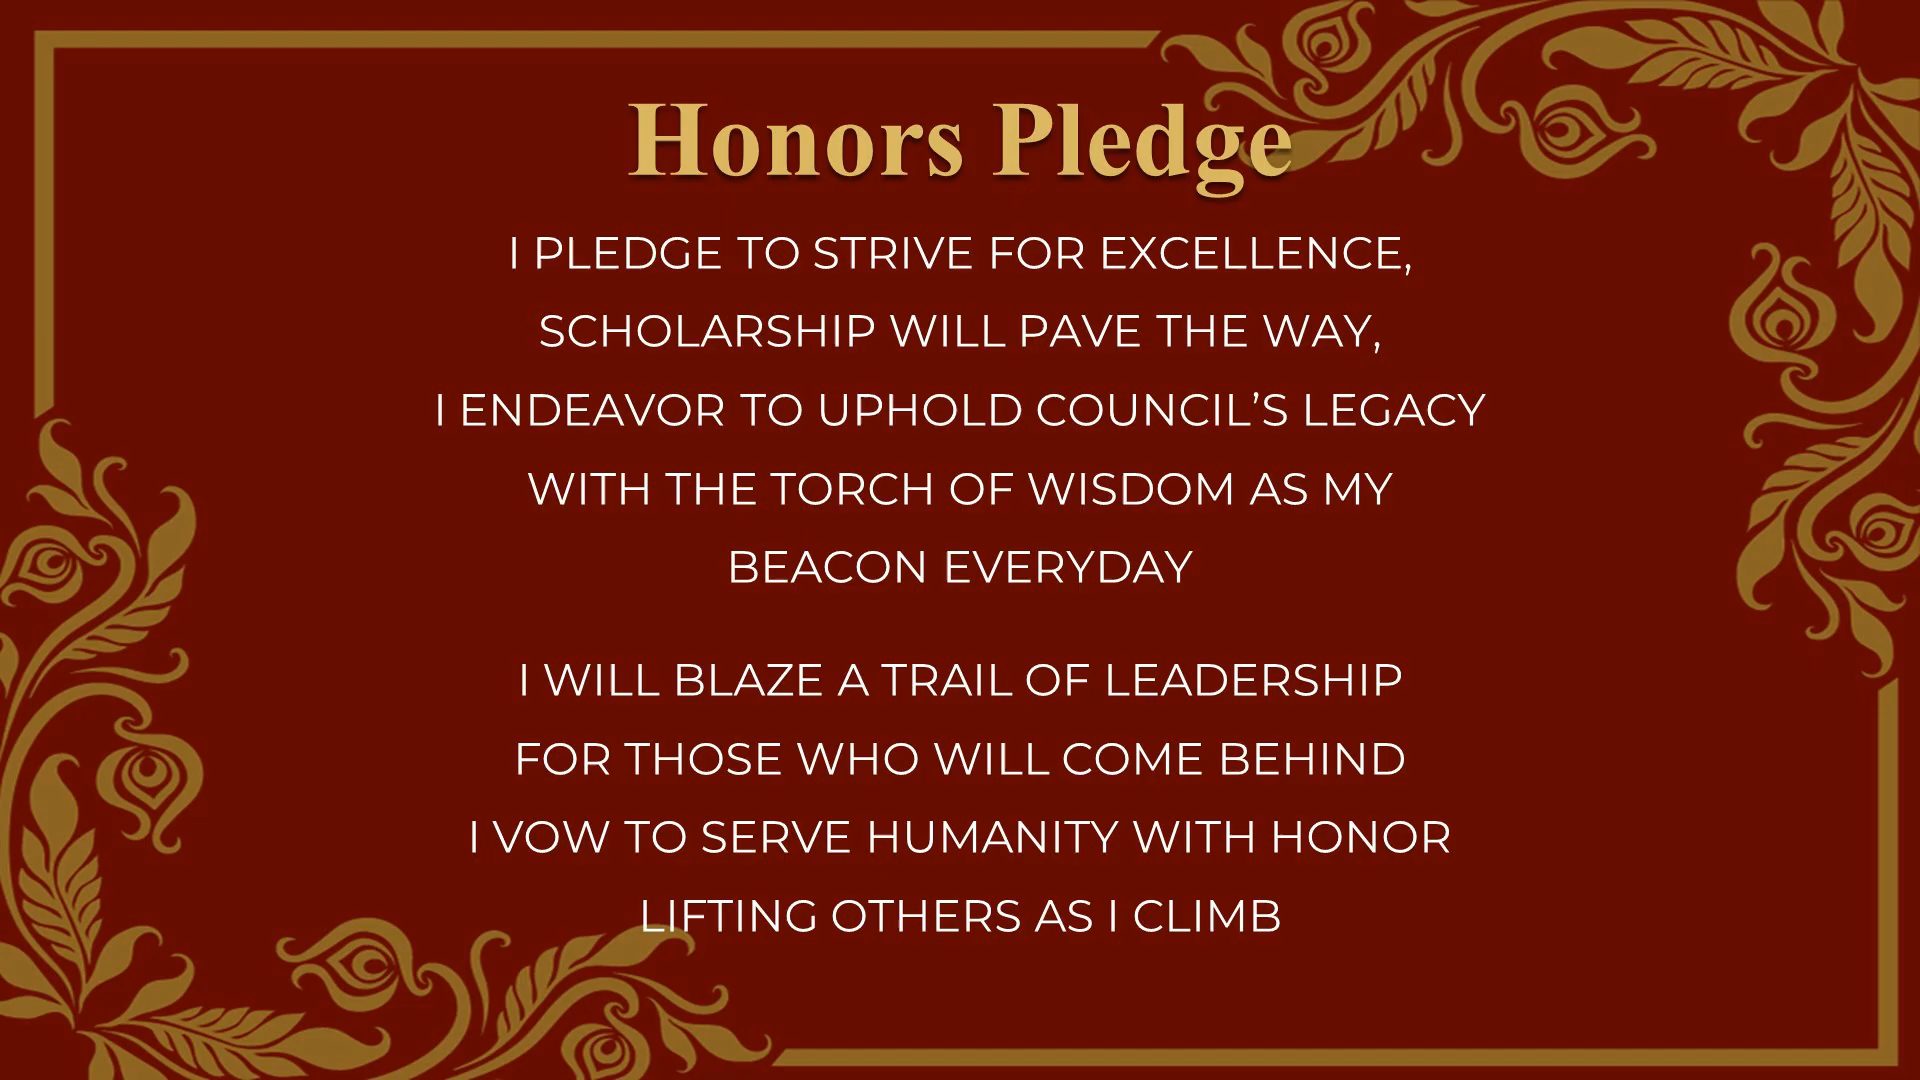 Honors Pledge
I PLEDGE TO STRIVE FOR EXCELLENCE,
SCHOLARSHIP WILL PAVE THE WAY,
I ENDEAVOR TO UPHOLD COUNCIL’S LEGACY
WITH THE TORCH OF WISDOM AS MY
BEACON EVERYDAY
I WILL BLAZE A TRAIL OF LEADERSHIP
FOR THOSE WHO WILL COME BEHIND
I VOW TO SERVE HUMANITY WITH HONOR
LIFTING OTHERS AS I CLIMB